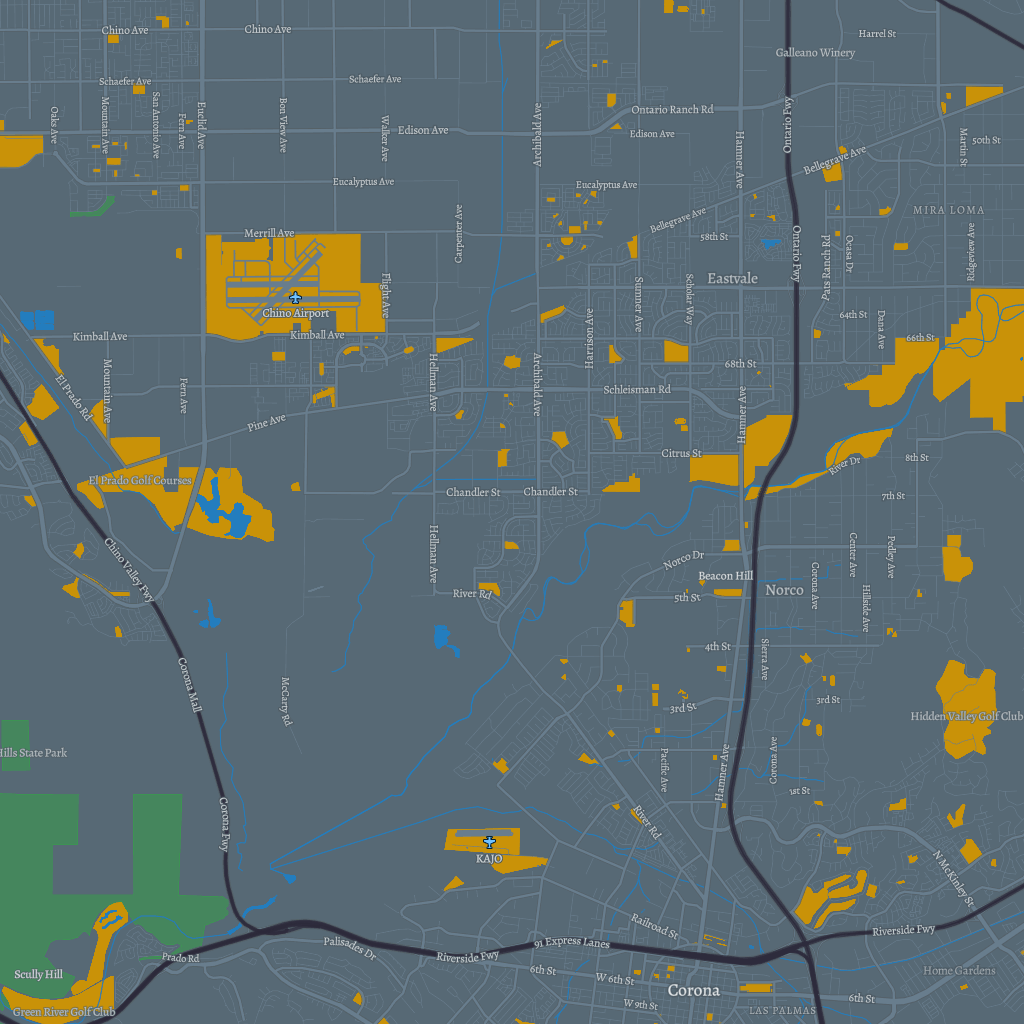 Chino Ave
Chino Ave
Harrel St
Galleano Winery
Schaefer Ave
Schaefer Ave
Ontario Ranch Rd
Oaks Ave
Mountain Ave
San Antonio Ave
Fern Ave
Euclid Ave
Bon View Ave
Walker Ave
Edison Ave
Archibald Ave
Edison Ave
Hamner Ave
Ontario Fwy
Bellegrave Ave
Martin St
50th St
Eucalyptus Ave
Eucalyptus Ave
MIRA LOMA
Merrill Ave
Carpenter Ave
Bellegrave Ave
58th St
Ontario Fwy
Pats Ranch Rd
Ocasa Dr
Ridgeview Ave
Eastvale
Flight Ave
Chino Airport
Sumner Ave
Scholar Way
64th St
Dana Ave
66th St
Kimball Ave
Kimball Ave
Harrison Ave
El Prado Rd
Mountain Ave
Fern Ave
Hellman Ave
Archibald Ave
68th St
Schleisman Rd
Hamner Ave
Pine Ave
Citrus St
River Dr
8th St
El Prado Golf Courses
Chandler St
Chandler St
7th St
Hellman Ave
Norco Dr
Center Ave
Pedley Ave
Chino Valley Fwy
Beacon Hill
Norco
Corona Ave
Hillside Ave
River Rd
5th St
4th St
Sierra Ave
Corona Mall
McCarty Rd
3rd St
3rd St
Hidden Valley Golf Club
Hills State Park
Pacific Ave
Hamner Ave
Corona Ave
1st St
Corona Fwy
River Rd
KAJO
N McKinley St
Railroad St
Riverside Fwy
91 Express Lanes
Palisades Dr
Riverside Fwy
Prado Rd
Scully Hill
6th St
W 6th St
Home Gardens
Corona
6th St
W 9th St
LAS PALMAS
Green River Golf Club